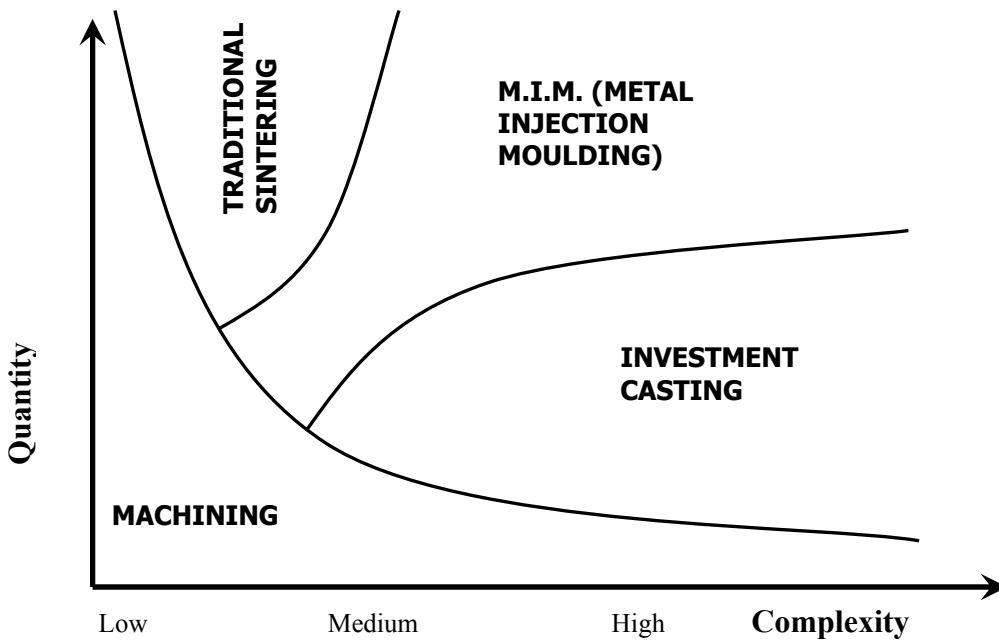 TRADITIONAL
SINTERING
M.I.M. (METAL
INJECTION
MOULDING)
INVESTMENT
CASTING
Quantity
MACHINING
Low Medium High Complexity